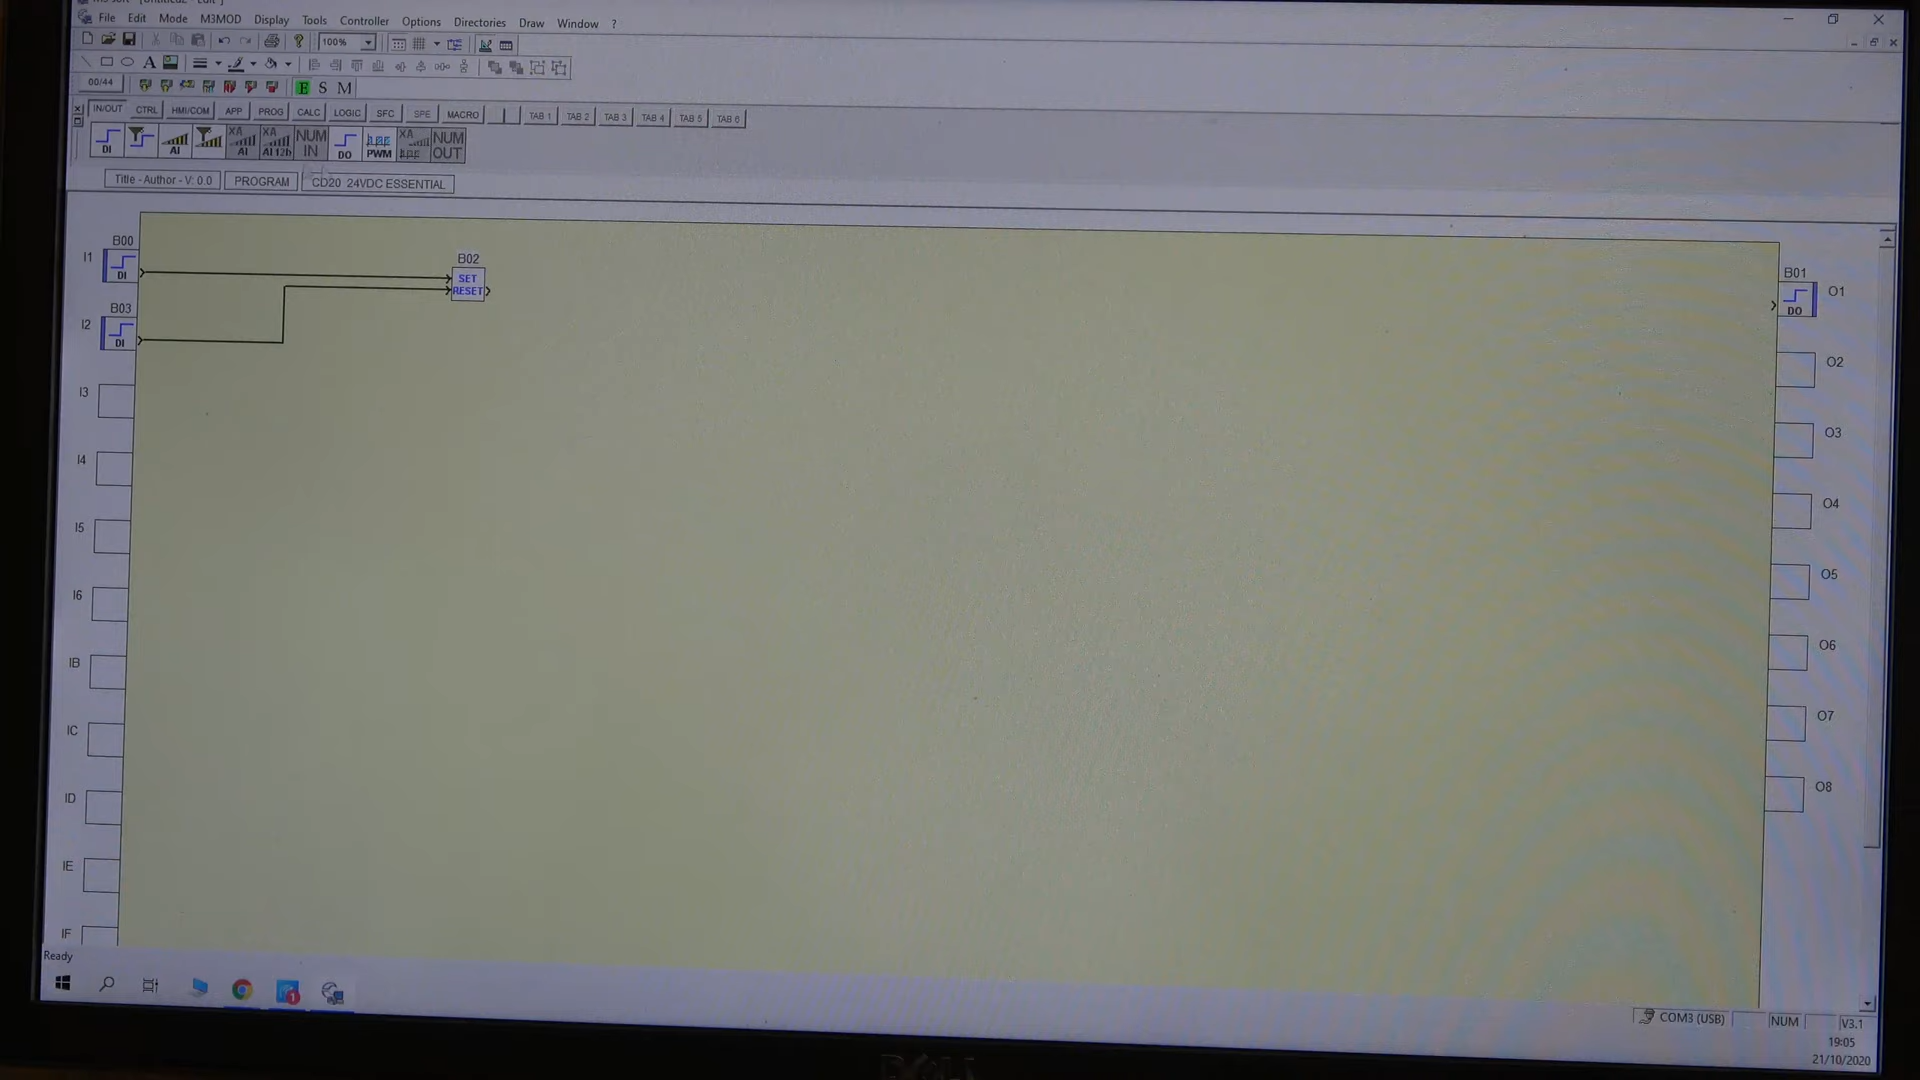 File Edit Mode M3MOD Display Tools Controller Options Directories Draw Window ?
100%
A
00/44 E S M
IN/OUT CTRL HMI/COM APP PROG CALC LOGIC SFC SPE MACRO TAB 1 TAB 2 TAB 3 TAB 4 TAB 5 TAB 6
DI AI XA AI XA AI 12b NUM IN DO PWM XA NUM OUT
Title - Author - V: 0.0 PROGRAM CD20 24VDC ESSENTIAL
B00
I1 DI
B02
SET
RESET
B03
I2 DI
I3
I4
I5
I6
IB
IC
ID
IE
IF
B01
O1
DO
O2
O3
O4
O5
O6
O7
O8
Ready
1
COM3 (USB) NUM V3.1
19:05
21/10/2020